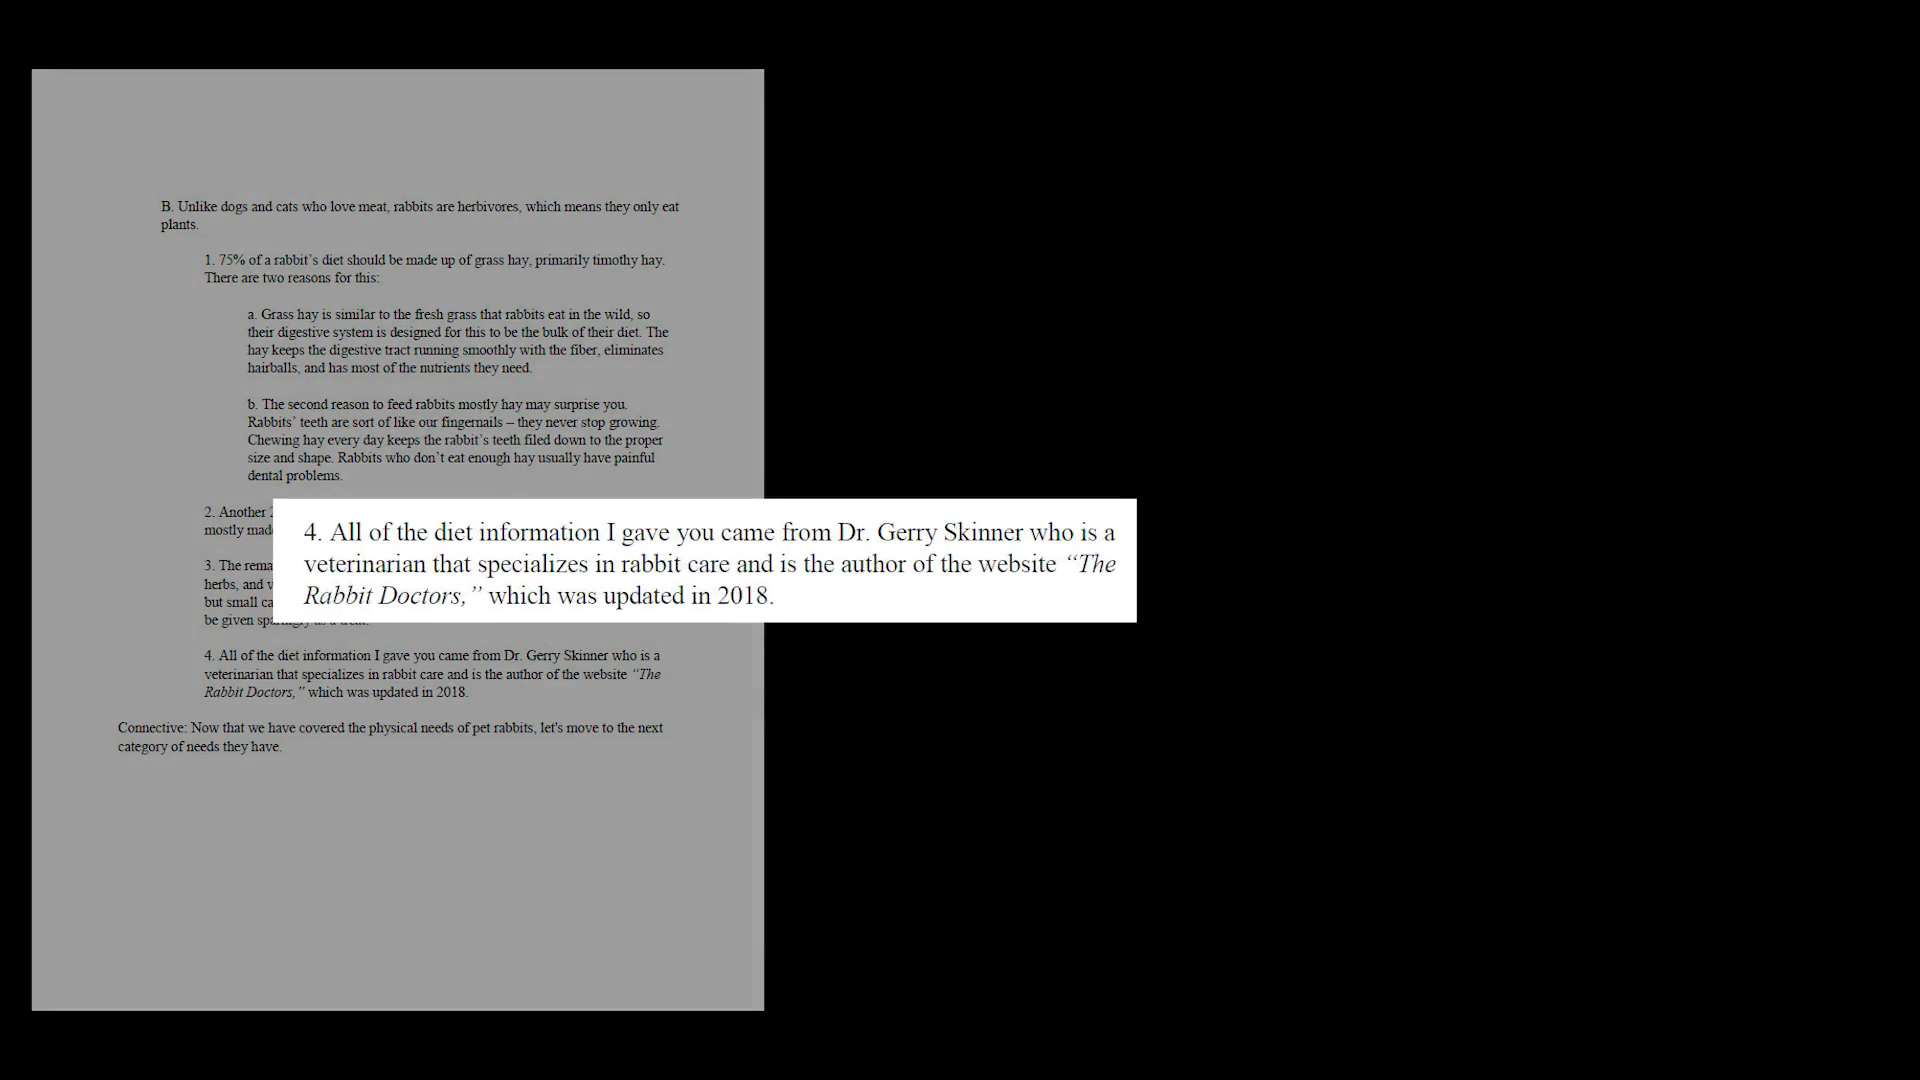 B. Unlike dogs and cats who love meat, rabbits are herbivores, which means they only eat
plants.
1. 75% of a rabbit’s diet should be made up of grass hay, primarily timothy hay.
There are two reasons for this:
a. Grass hay is similar to the fresh grass that rabbits eat in the wild, so
their digestive system is designed for this to be the bulk of their diet. The
hay keeps the digestive tract running smoothly with the fiber, eliminates
hairballs, and has most of the nutrients they need.
b. The second reason to feed rabbits mostly hay may surprise you.
Rabbits’ teeth are sort of like our fingernails – they never stop growing.
Chewing hay every day keeps the rabbit’s teeth filed down to the proper
size and shape. Rabbits who don’t eat enough hay usually have painful
dental problems.
2. Another
mostly
3. The
herbs, and
but small
be given
4. All of the diet information I gave you came from Dr. Gerry Skinner who is a
veterinarian that specializes in rabbit care and is the author of the website “The
Rabbit Doctors,” which was updated in 2018.
4. All of the diet information I gave you came from Dr. Gerry Skinner who is a
veterinarian that specializes in rabbit care and is the author of the website “The
Rabbit Doctors,” which was updated in 2018.
Connective: Now that we have covered the physical needs of pet rabbits, let's move to the next
category of needs they have.